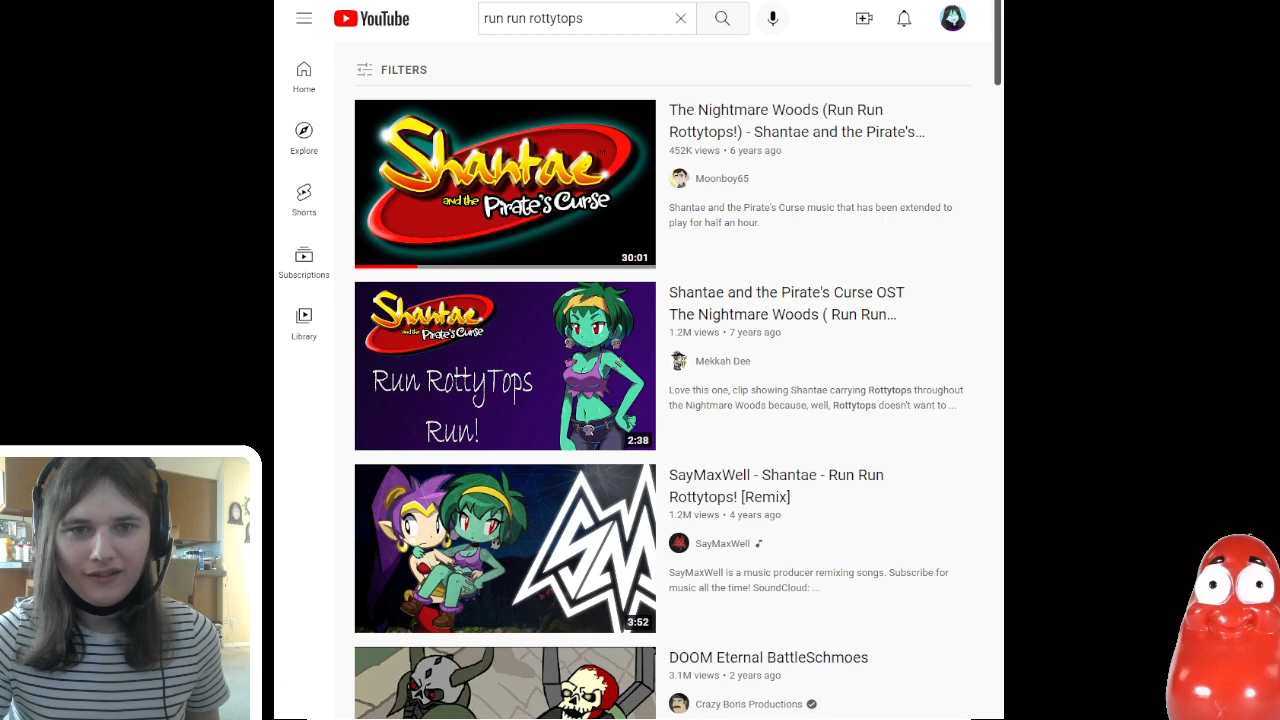 YouTube
run run rottytops
Home
Explore
Shorts
Subscriptions
Library
FILTERS
Shantae
and the Pirate's Curse
30:01
The Nightmare Woods (Run Run
Rottytops!) - Shantae and the Pirate's...
452K views • 6 years ago
Moonboy65
Shantae and the Pirate's Curse music that has been extended to
play for half an hour.
Shantae
and the Pirate's Curse
Run RottyTops
Run!
2:38
Shantae and the Pirate's Curse OST
The Nightmare Woods ( Run Run...
1.2M views • 7 years ago
Mekkah Dee
Love this one, clip showing Shantae carrying Rottytops throughout
the Nightmare Woods because, well, Rottytops doesn't want to ...
SM
3:52
SayMaxWell - Shantae - Run Run
Rottytops! [Remix]
1.2M views • 4 years ago
SayMaxWell
SayMaxWell is a music producer remixing songs. Subscribe for
music all the time! SoundCloud: ...
DOOM Eternal BattleSchmoes
3.1M views • 2 years ago
Crazy Boris Productions